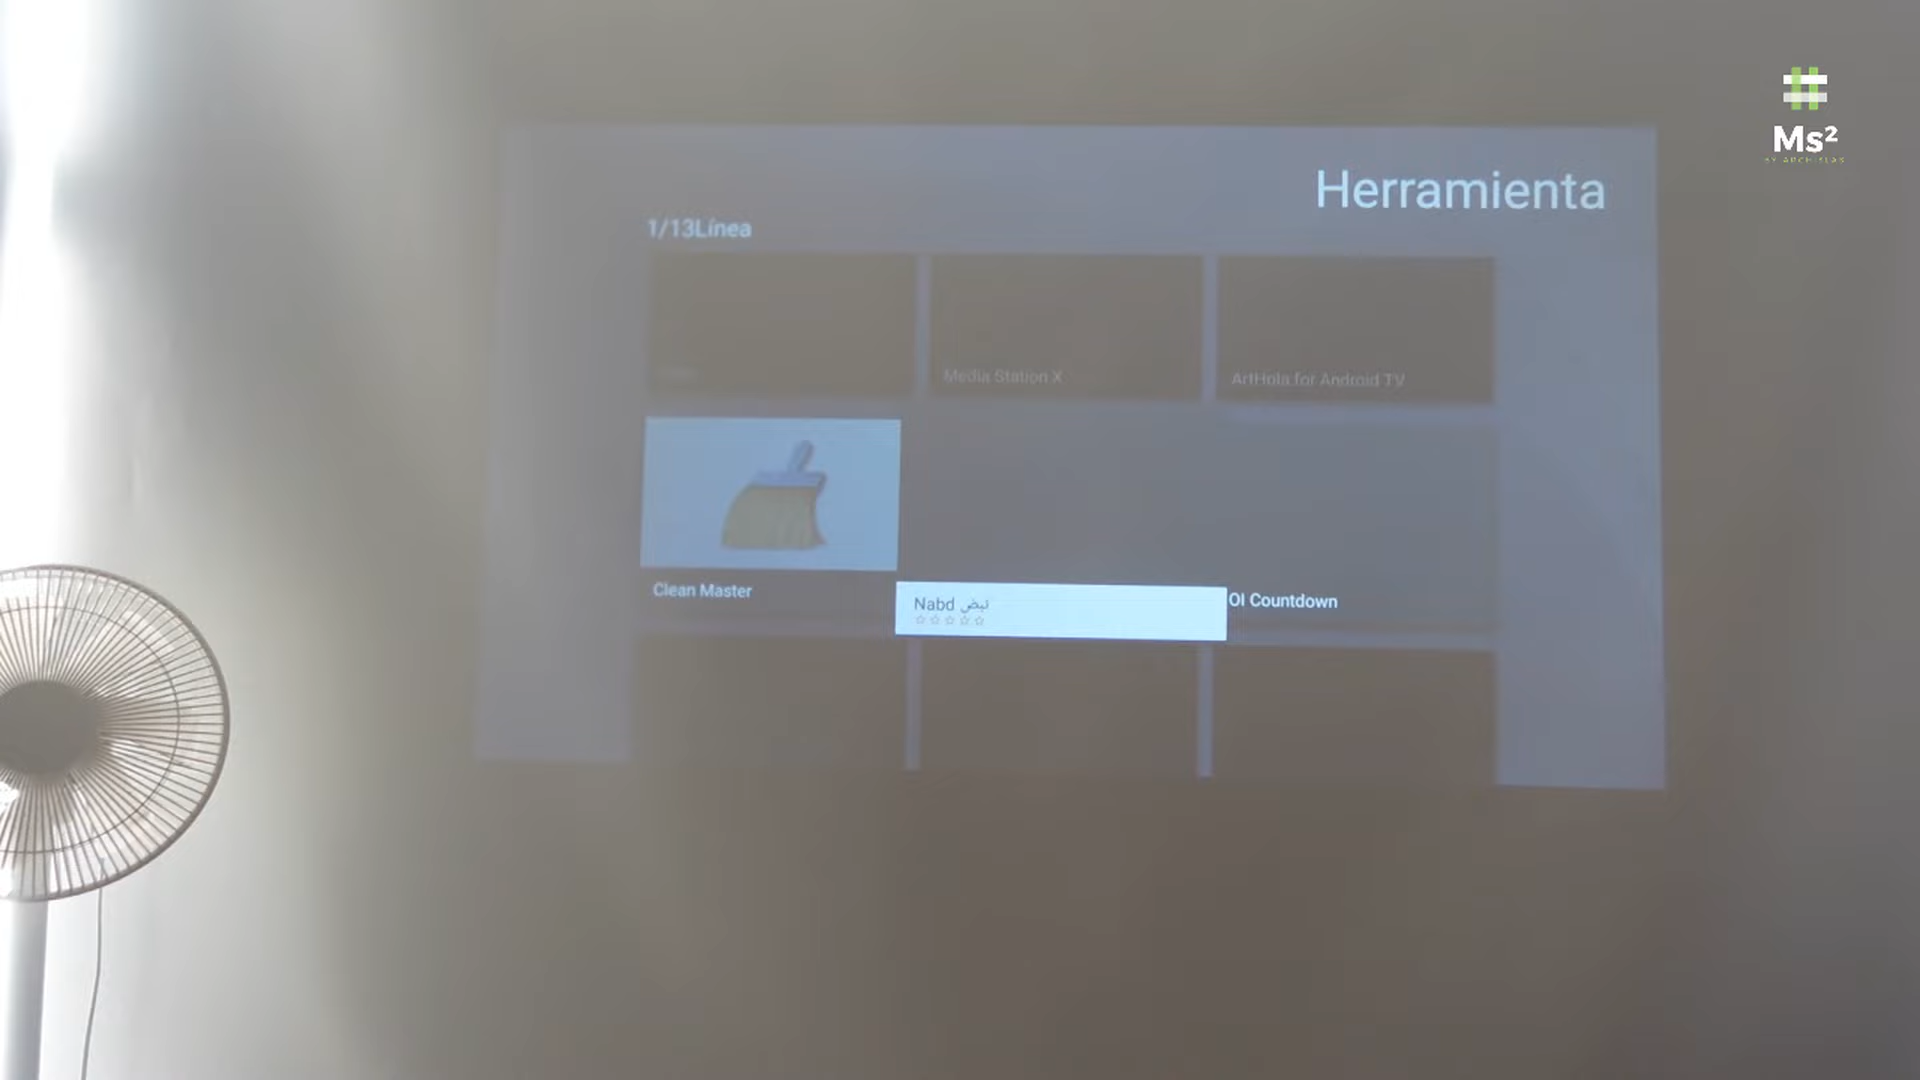 Ms²
Herramienta
1/13Línea
Media Station X
ArtHola for Android TV
Clean Master
Nabd نبض
OI Countdown